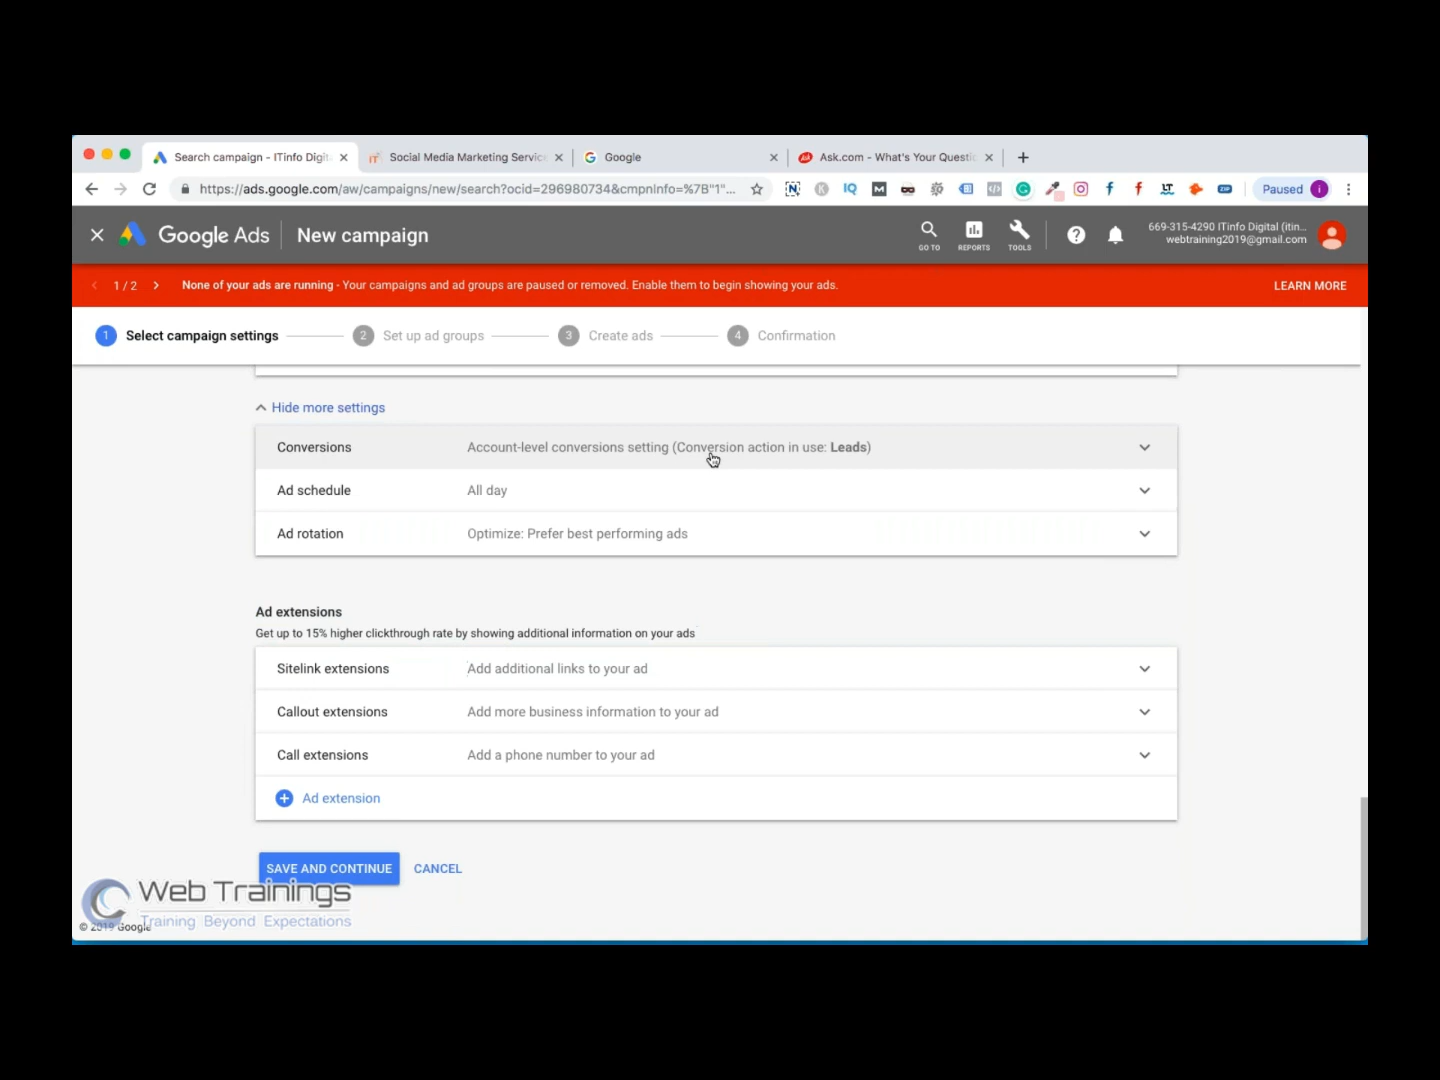 Search campaign - ITinfo Digit
Social Media Marketing Service
Google
Ask.com - What's Your Questi
https://ads.google.com/aw/campaigns/new/search?ocid=296980734&cmpnInfo=%7B"1"...
Paused
i
Google Ads
New campaign
GO TO
REPORTS
TOOLS
669-315-4290 ITinfo Digital (itin...
webtraining2019@gmail.com
1 / 2
None of your ads are running - Your campaigns and ad groups are paused or removed. Enable them to begin showing your ads.
LEARN MORE
1 Select campaign settings
2 Set up ad groups
3 Create ads
4 Confirmation
Hide more settings
Conversions Account-level conversions setting (Conversion action in use: Leads)
Ad schedule All day
Ad rotation Optimize: Prefer best performing ads
Ad extensions
Get up to 15% higher clickthrough rate by showing additional information on your ads
Sitelink extensions Add additional links to your ad
Callout extensions Add more business information to your ad
Call extensions Add a phone number to your ad
Ad extension
SAVE AND CONTINUE CANCEL
Web Trainings
Training Beyond Expectations
© 2019 Google